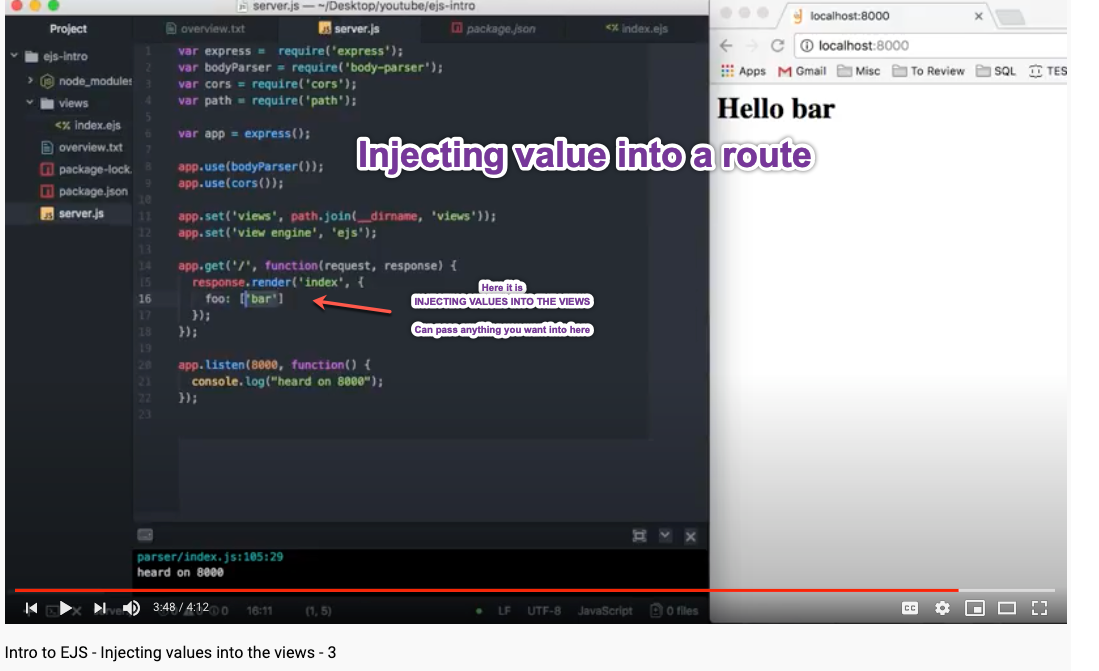 server.js — ~/Desktop/youtube/ejs-intro
Project
overview.txt
server.js
package.json
<% index.ejs
ejs-intro
node_modules
views
<% index.ejs
overview.txt
package-lock.
package.json
server.js
1 var express = require('express');
2 var bodyParser = require('body-parser');
3 var cors = require('cors');
4 var path = require('path');
5
6 var app = express();
7
8 app.use(bodyParser());
9 app.use(cors());
10
11 app.set('views', path.join(__dirname, 'views'));
12 app.set('view engine', 'ejs');
13
14 app.get('/', function(request, response) {
15 response.render('index', {
16 foo: ['bar']
17 });
18 });
19
20 app.listen(8000, function() {
21 console.log("heard on 8000");
22 });
23
Injecting value into a route
Here it is
INJECTING VALUES INTO THE VIEWS
Can pass anything you want into here
parser/index.js:105:29
heard on 8000
16:11 (1, 5) LF UTF-8 JavaScript 0 files
3:48 / 4:12
CC
localhost:8000
localhost:8000
Apps Gmail Misc To Review SQL TES
Hello bar
Intro to EJS - Injecting values into the views - 3